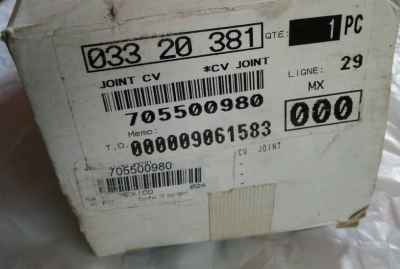 033 20 381 QTE: 1 PC
JOINT CV *CV JOINT
LIGNE: 29
705500980
MX
Memo:
T.O. 000009061583 000
705500980
CV JOINT
MEXICO